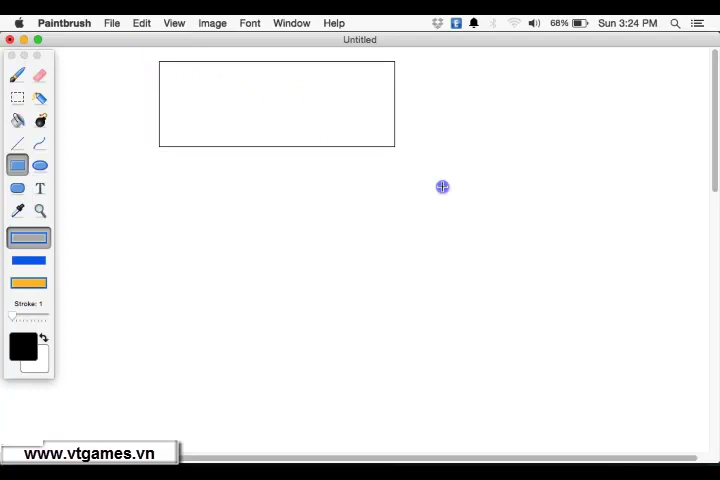 Paintbrush File Edit View Image Font Window Help 68% Sun 3:24 PM
Untitled
T
Stroke: 1
www.vtgames.vn